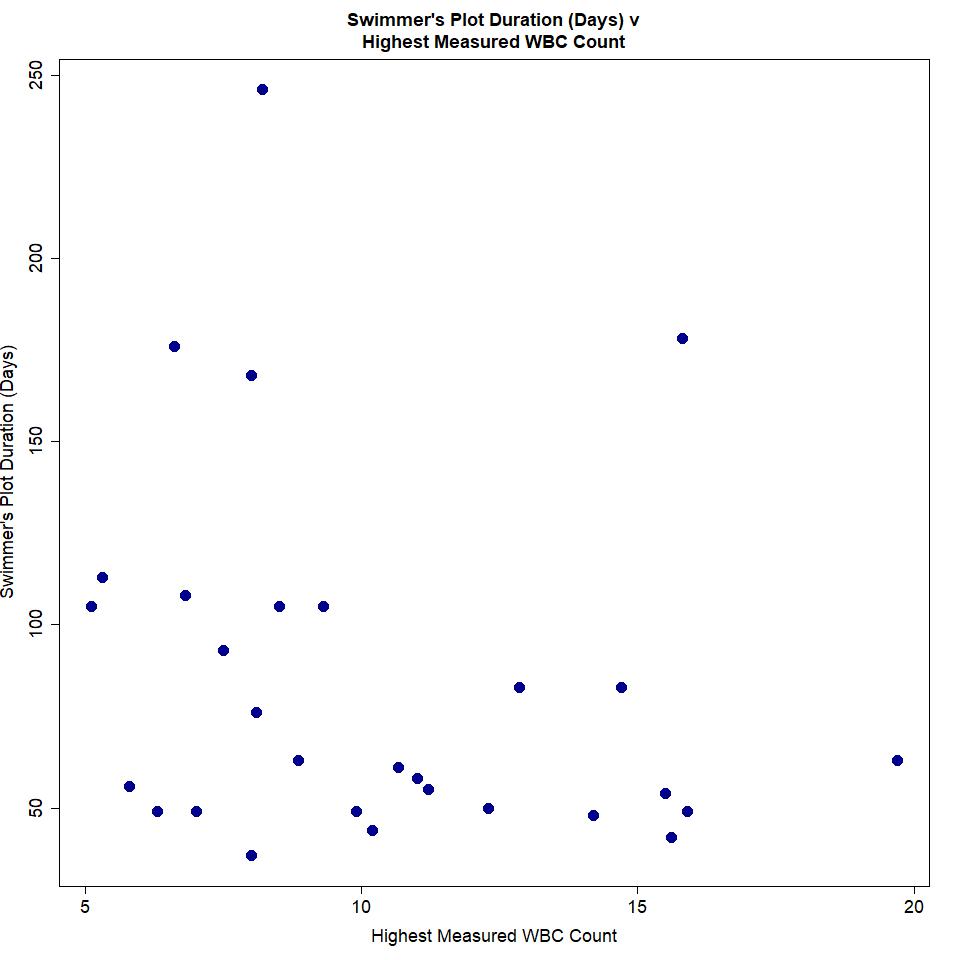 Swimmer's Plot Duration (Days) v
Highest Measured WBC Count
Swimmer's Plot Duration (Days)
250
200
150
100
50
5
10
15
20
Highest Measured WBC Count